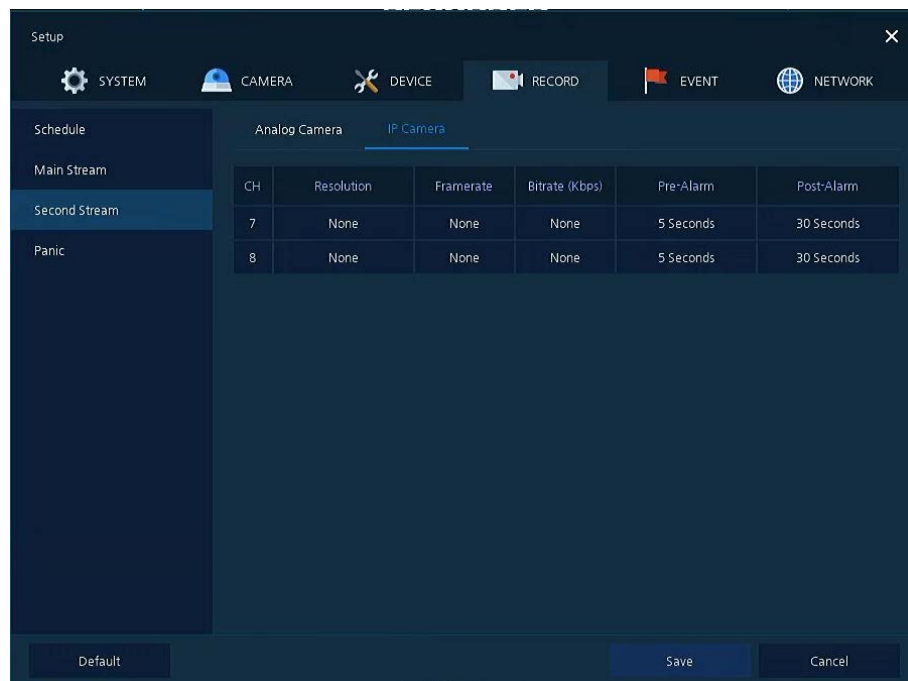 Setup
SYSTEM CAMERA DEVICE RECORD EVENT NETWORK
Schedule
Main Stream
Second Stream
Panic
Analog Camera IP Camera
CH Resolution Framerate Bitrate (Kbps) Pre-Alarm Post-Alarm
7 None None None 5 Seconds 30 Seconds
8 None None None 5 Seconds 30 Seconds
Default Save Cancel